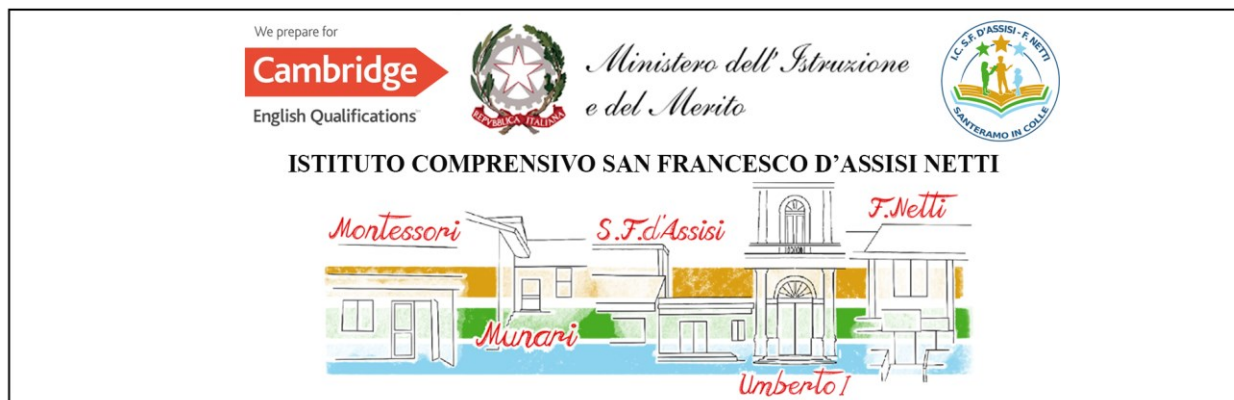 We prepare for
Cambridge
English Qualifications
REPVBBLICA ITALIANA
Ministero dell'Istruzione
e del Merito
I.C. S.F. D'ASSISI - F. NETTI
SANTERAMO IN COLLE
ISTITUTO COMPRENSIVO SAN FRANCESCO D'ASSISI NETTI
Montessori
S.F.d'Assisi
F.Netti
Munari
Umberto I